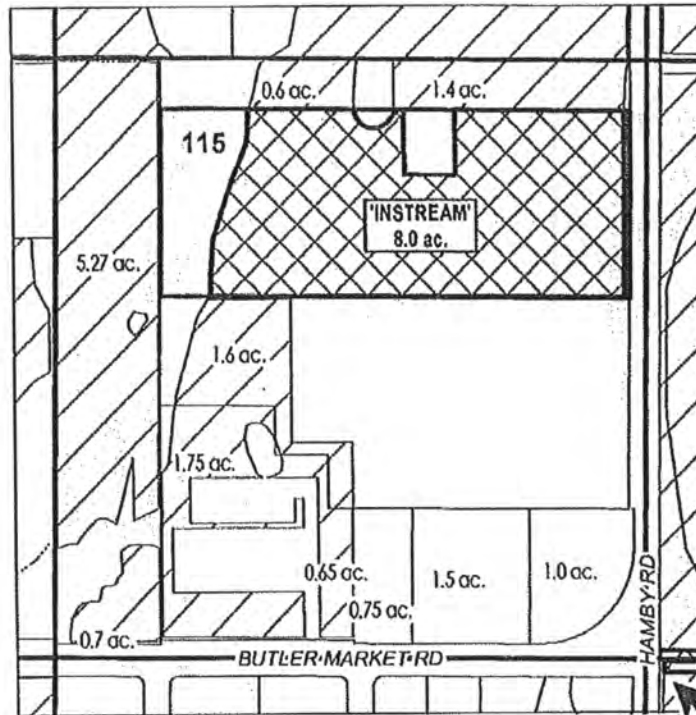 0.6 ac.
1.4 ac.
115
'INSTREAM'
8.0 ac.
5.27 ac.
1.6 ac.
1.75 ac.
0.65 ac.
1.5 ac.
1.0 ac.
0.75 ac.
0.7 ac.
BUTLER MARKET RD
HAMBY RD